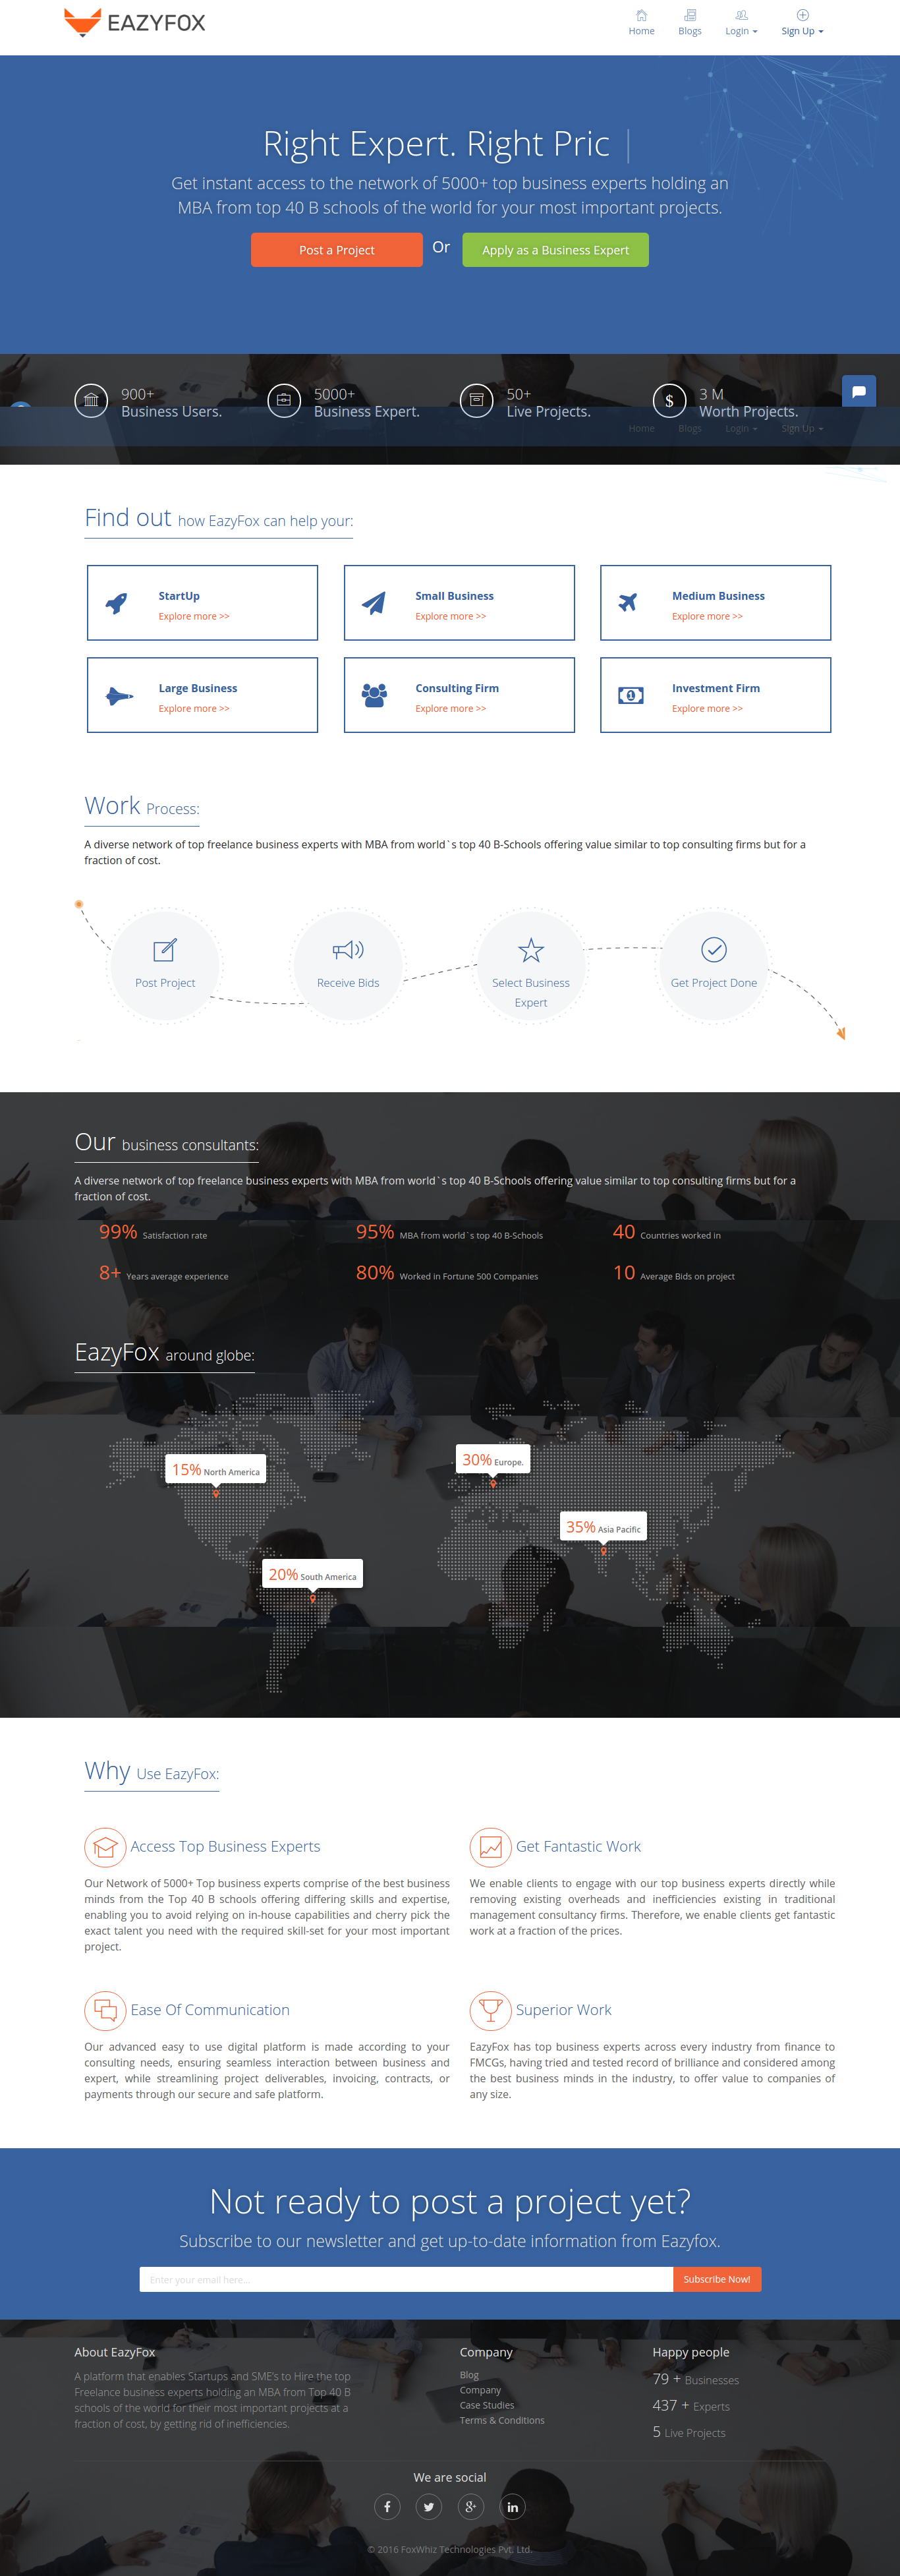 EAZYFOX
Home
Blogs
Login
Sign Up
Right Expert. Right Pric
Get instant access to the network of 5000+ top business experts holding an
MBA from top 40 B schools of the world for your most important projects.
Post a Project
Or
Apply as a Business Expert
900+
Business Users.
5000+
Business Expert.
50+
Live Projects.
$
3 M
Worth Projects.
Home
Blogs
Login
Sign Up
Find out how EazyFox can help your:
StartUp
Explore more >>
Small Business
Explore more >>
Medium Business
Explore more >>
Large Business
Explore more >>
Consulting Firm
Explore more >>
Investment Firm
Explore more >>
Work Process:
A diverse network of top freelance business experts with MBA from world`s top 40 B-Schools offering value similar to top consulting firms but for a
fraction of cost.
Post Project
Receive Bids
Select Business
Expert
Get Project Done
Our business consultants:
A diverse network of top freelance business experts with MBA from world`s top 40 B-Schools offering value similar to top consulting firms but for a
fraction of cost.
99% Satisfaction rate
95% MBA from world`s top 40 B-Schools
40 Countries worked in
8+ Years average experience
80% Worked in Fortune 500 Companies
10 Average Bids on project
EazyFox around globe:
15% North America
30% Europe.
35% Asia Pacific
20% South America
Why Use EazyFox:
Access Top Business Experts
Our Network of 5000+ Top business experts comprise of the best business
minds from the Top 40 B schools offering differing skills and expertise,
enabling you to avoid relying on in-house capabilities and cherry pick the
exact talent you need with the required skill-set for your most important
project.
Get Fantastic Work
We enable clients to engage with our top business experts directly while
removing existing overheads and inefficiencies existing in traditional
management consultancy firms. Therefore, we enable clients get fantastic
work at a fraction of the prices.
Ease Of Communication
Our advanced easy to use digital platform is made according to your
consulting needs, ensuring seamless interaction between business and
expert, while streamlining project deliverables, invoicing, contracts, or
payments through our secure and safe platform.
Superior Work
EazyFox has top business experts across every industry from finance to
FMCGs, having tried and tested record of brilliance and considered among
the best business minds in the industry, to offer value to companies of
any size.
Not ready to post a project yet?
Subscribe to our newsletter and get up-to-date information from Eazyfox.
Enter your email here...
Subscribe Now!
About EazyFox
A platform that enables Startups and SME's to Hire the top
Freelance business experts holding an MBA from Top 40 B
schools of the world for their most important projects at a
fraction of cost, by getting rid of inefficiencies.
Company
Blog
Company
Case Studies
Terms & Conditions
Happy people
79 + Businesses
437 + Experts
5 Live Projects
We are social
© 2016 FoxWhiz Technologies Pvt. Ltd.